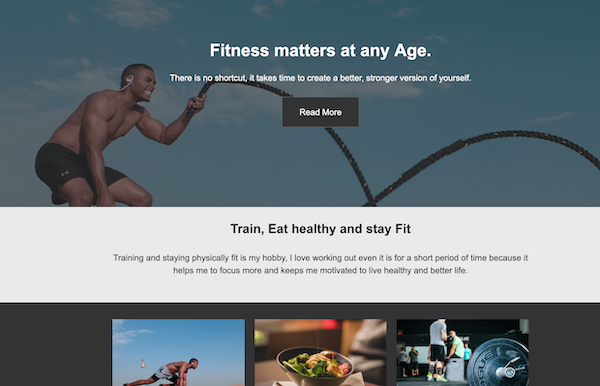 Fitness matters at any Age.
There is no shortcut, it takes time to create a better, stronger version of yourself.
Read More
Train, Eat healthy and stay Fit
Training and staying physically fit is my hobby, I love working out even it is for a short period of time because it
helps me to focus more and keeps me motivated to live healthy and better life.